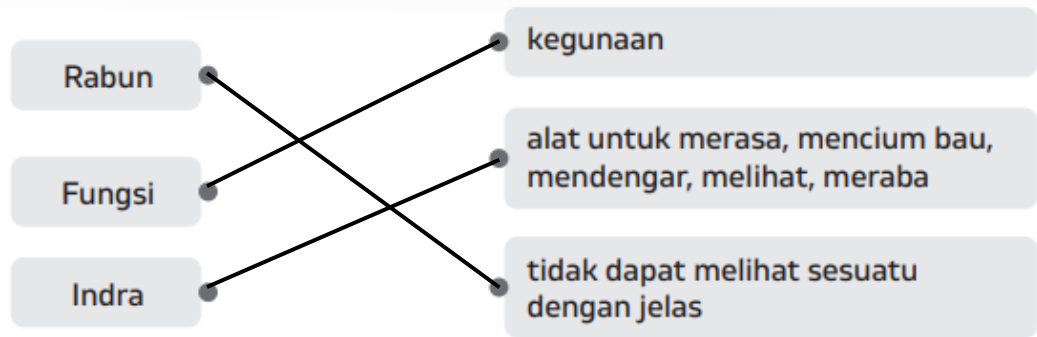 Rabun
Fungsi
Indra
kegunaan
alat untuk merasa, mencium bau,
mendengar, melihat, meraba
tidak dapat melihat sesuatu
dengan jelas